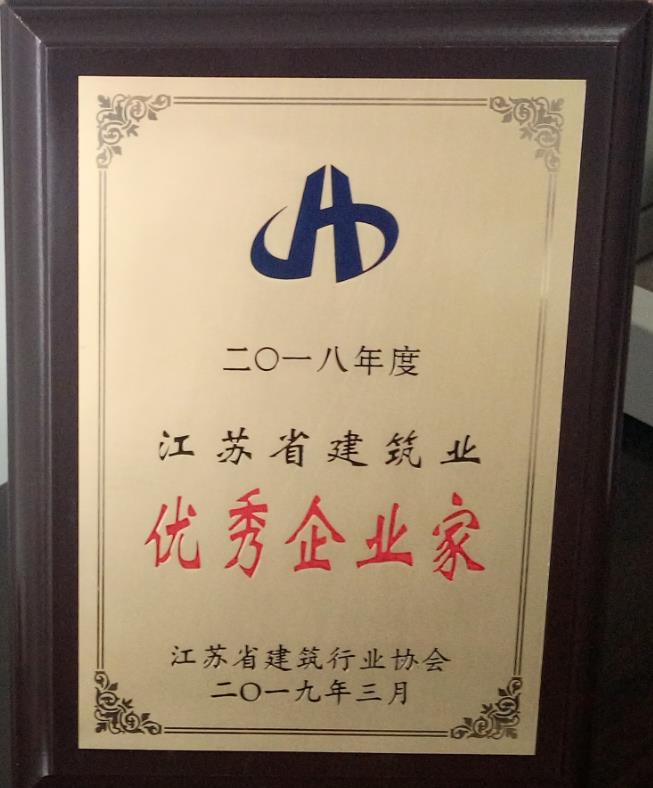 二〇一八年度
江苏省建筑业
优秀企业家
江苏省建筑行业协会
二〇一九年三月